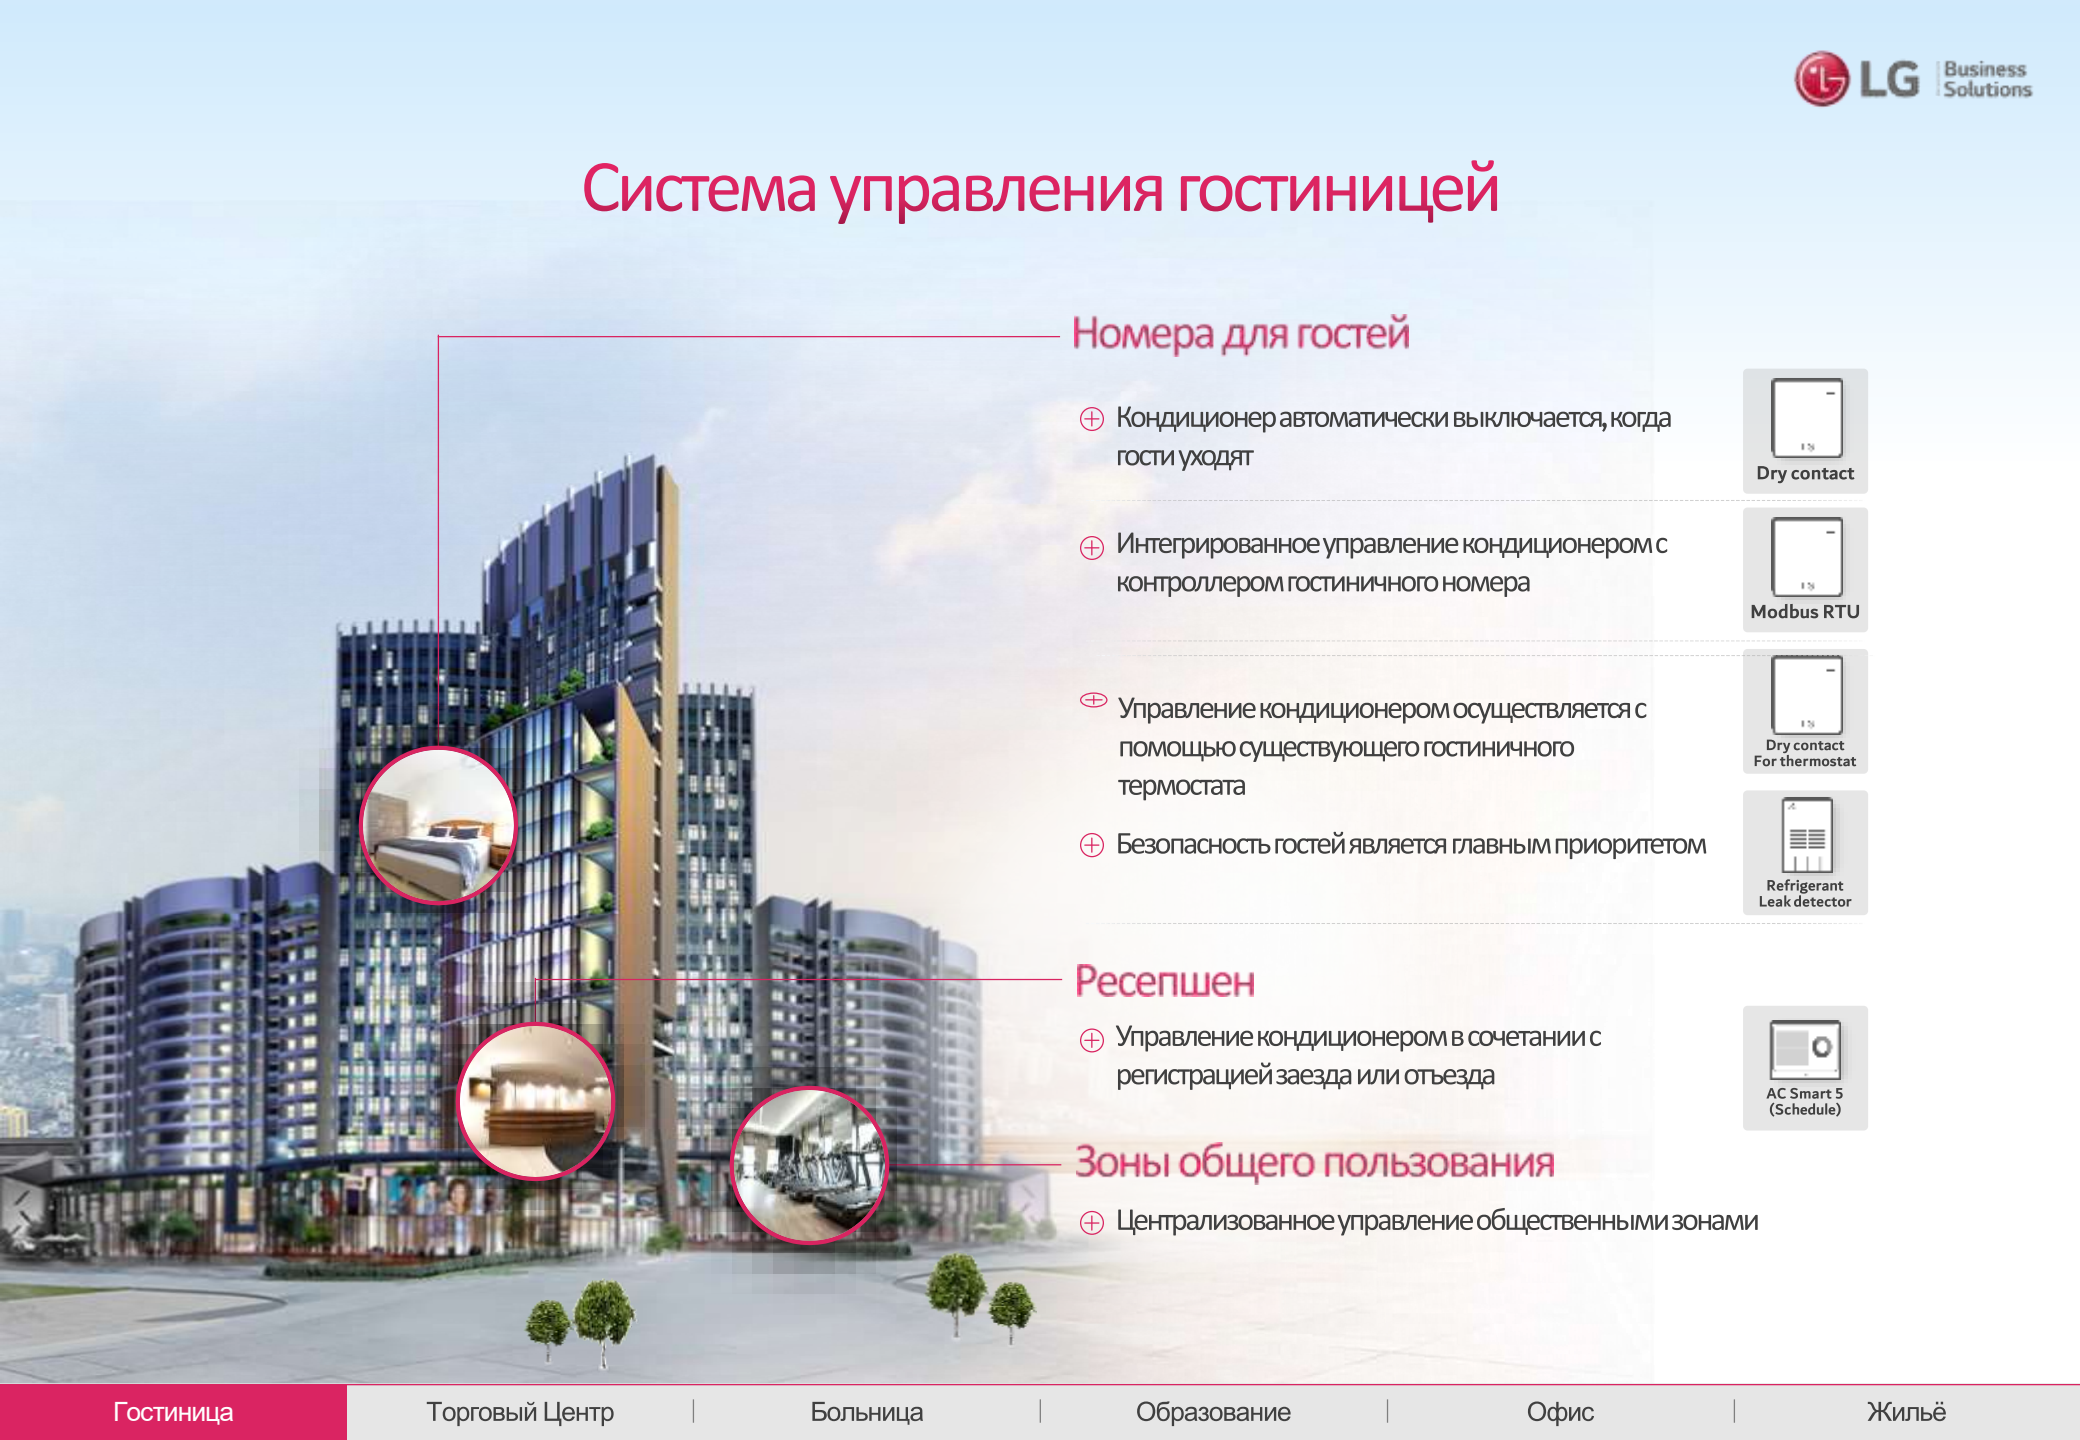 LG Business
Solutions
Система управления гостиницей
Номера для гостей
Кондиционер автоматически выключается, когда
гости уходят
Dry contact
Интегрированное управление кондиционером с
контроллером гостиничного номера
Modbus RTU
Управление кондиционером осуществляется с
помощью существующего гостиничного
термостата
Dry contact
For thermostat
Безопасность гостей является главным приоритетом
Refrigerant
Leak detector
Ресепшен
Управление кондиционером в сочетании с
регистрацией заезда или отъезда
AC Smart 5
(Schedule)
Зоны общего пользования
Централизованное управление общественными зонами
Гостиница
Торговый Центр
Больница
Образование
Офис
Жильё